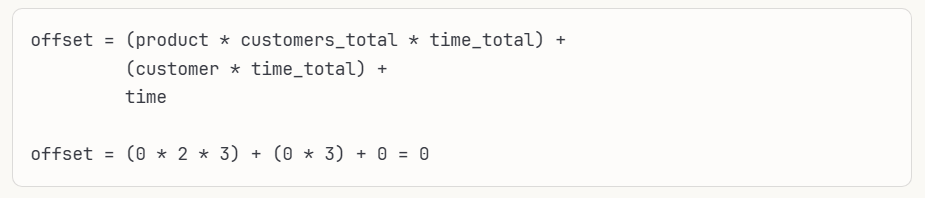 offset = (product * customers_total * time_total) +
         (customer * time_total) +
         time

offset = (0 * 2 * 3) + (0 * 3) + 0 = 0